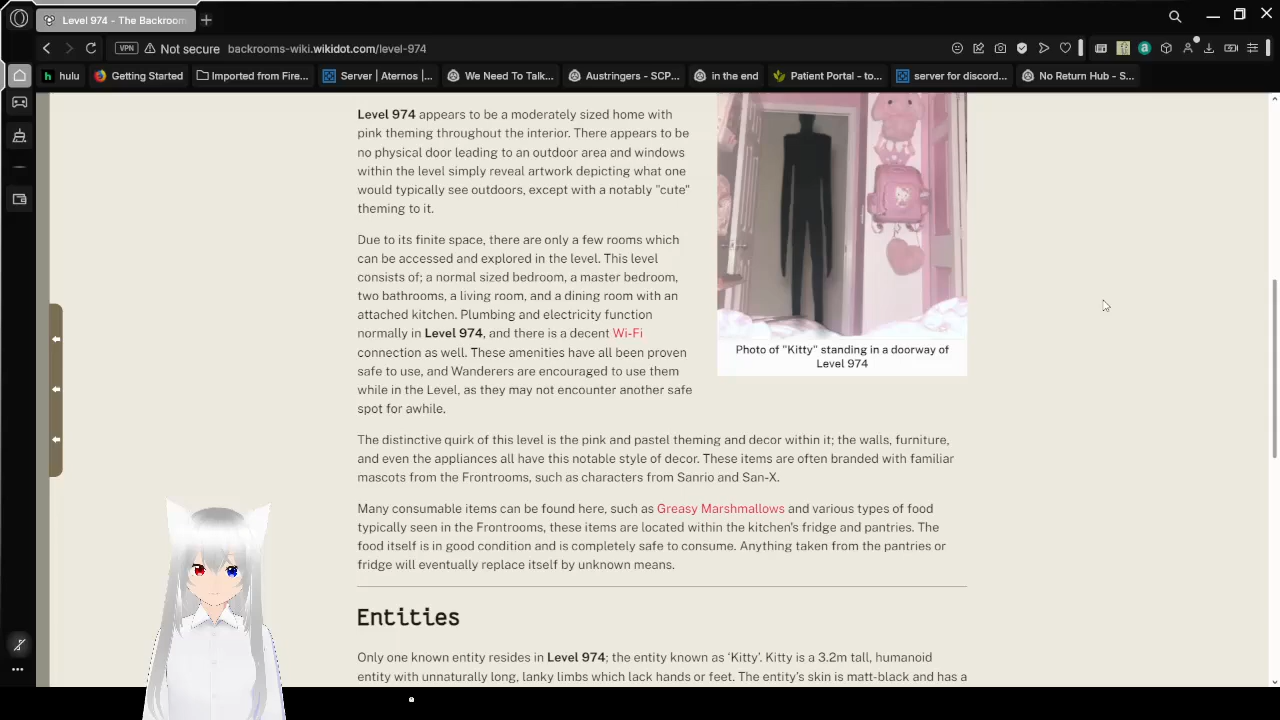 Level 974 - The Backroom
VPN Not secure backrooms-wiki.wikidot.com/level-974
hulu Getting Started Imported from Fire... Server | Aternos |... We Need To Talk... Austringers - SCP... in the end Patient Portal - to... server for discord... No Return Hub - S...
Level 974 appears to be a moderately sized home with
pink theming throughout the interior. There appears to be
no physical door leading to an outdoor area and windows
within the level simply reveal artwork depicting what one
would typically see outdoors, except with a notably "cute"
theming to it.
Due to its finite space, there are only a few rooms which
can be accessed and explored in the level. This level
consists of; a normal sized bedroom, a master bedroom,
two bathrooms, a living room, and a dining room with an
attached kitchen. Plumbing and electricity function
normally in Level 974, and there is a decent Wi-Fi
connection as well. These amenities have all been proven
safe to use, and Wanderers are encouraged to use them
while in the Level, as they may not encounter another safe
spot for awhile.
Photo of "Kitty" standing in a doorway of
Level 974
The distinctive quirk of this level is the pink and pastel theming and decor within it; the walls, furniture,
and even the appliances all have this notable style of decor. These items are often branded with familiar
mascots from the Frontrooms, such as characters from Sanrio and San-X.
Many consumable items can be found here, such as Greasy Marshmallows and various types of food
typically seen in the Frontrooms, these items are located within the kitchen's fridge and pantries. The
food itself is in good condition and is completely safe to consume. Anything taken from the pantries or
fridge will eventually replace itself by unknown means.
Entities
Only one known entity resides in Level 974; the entity known as ‘Kitty’. Kitty is a 3.2m tall, humanoid
entity with unnaturally long, lanky limbs which lack hands or feet. The entity’s skin is matt-black and has a